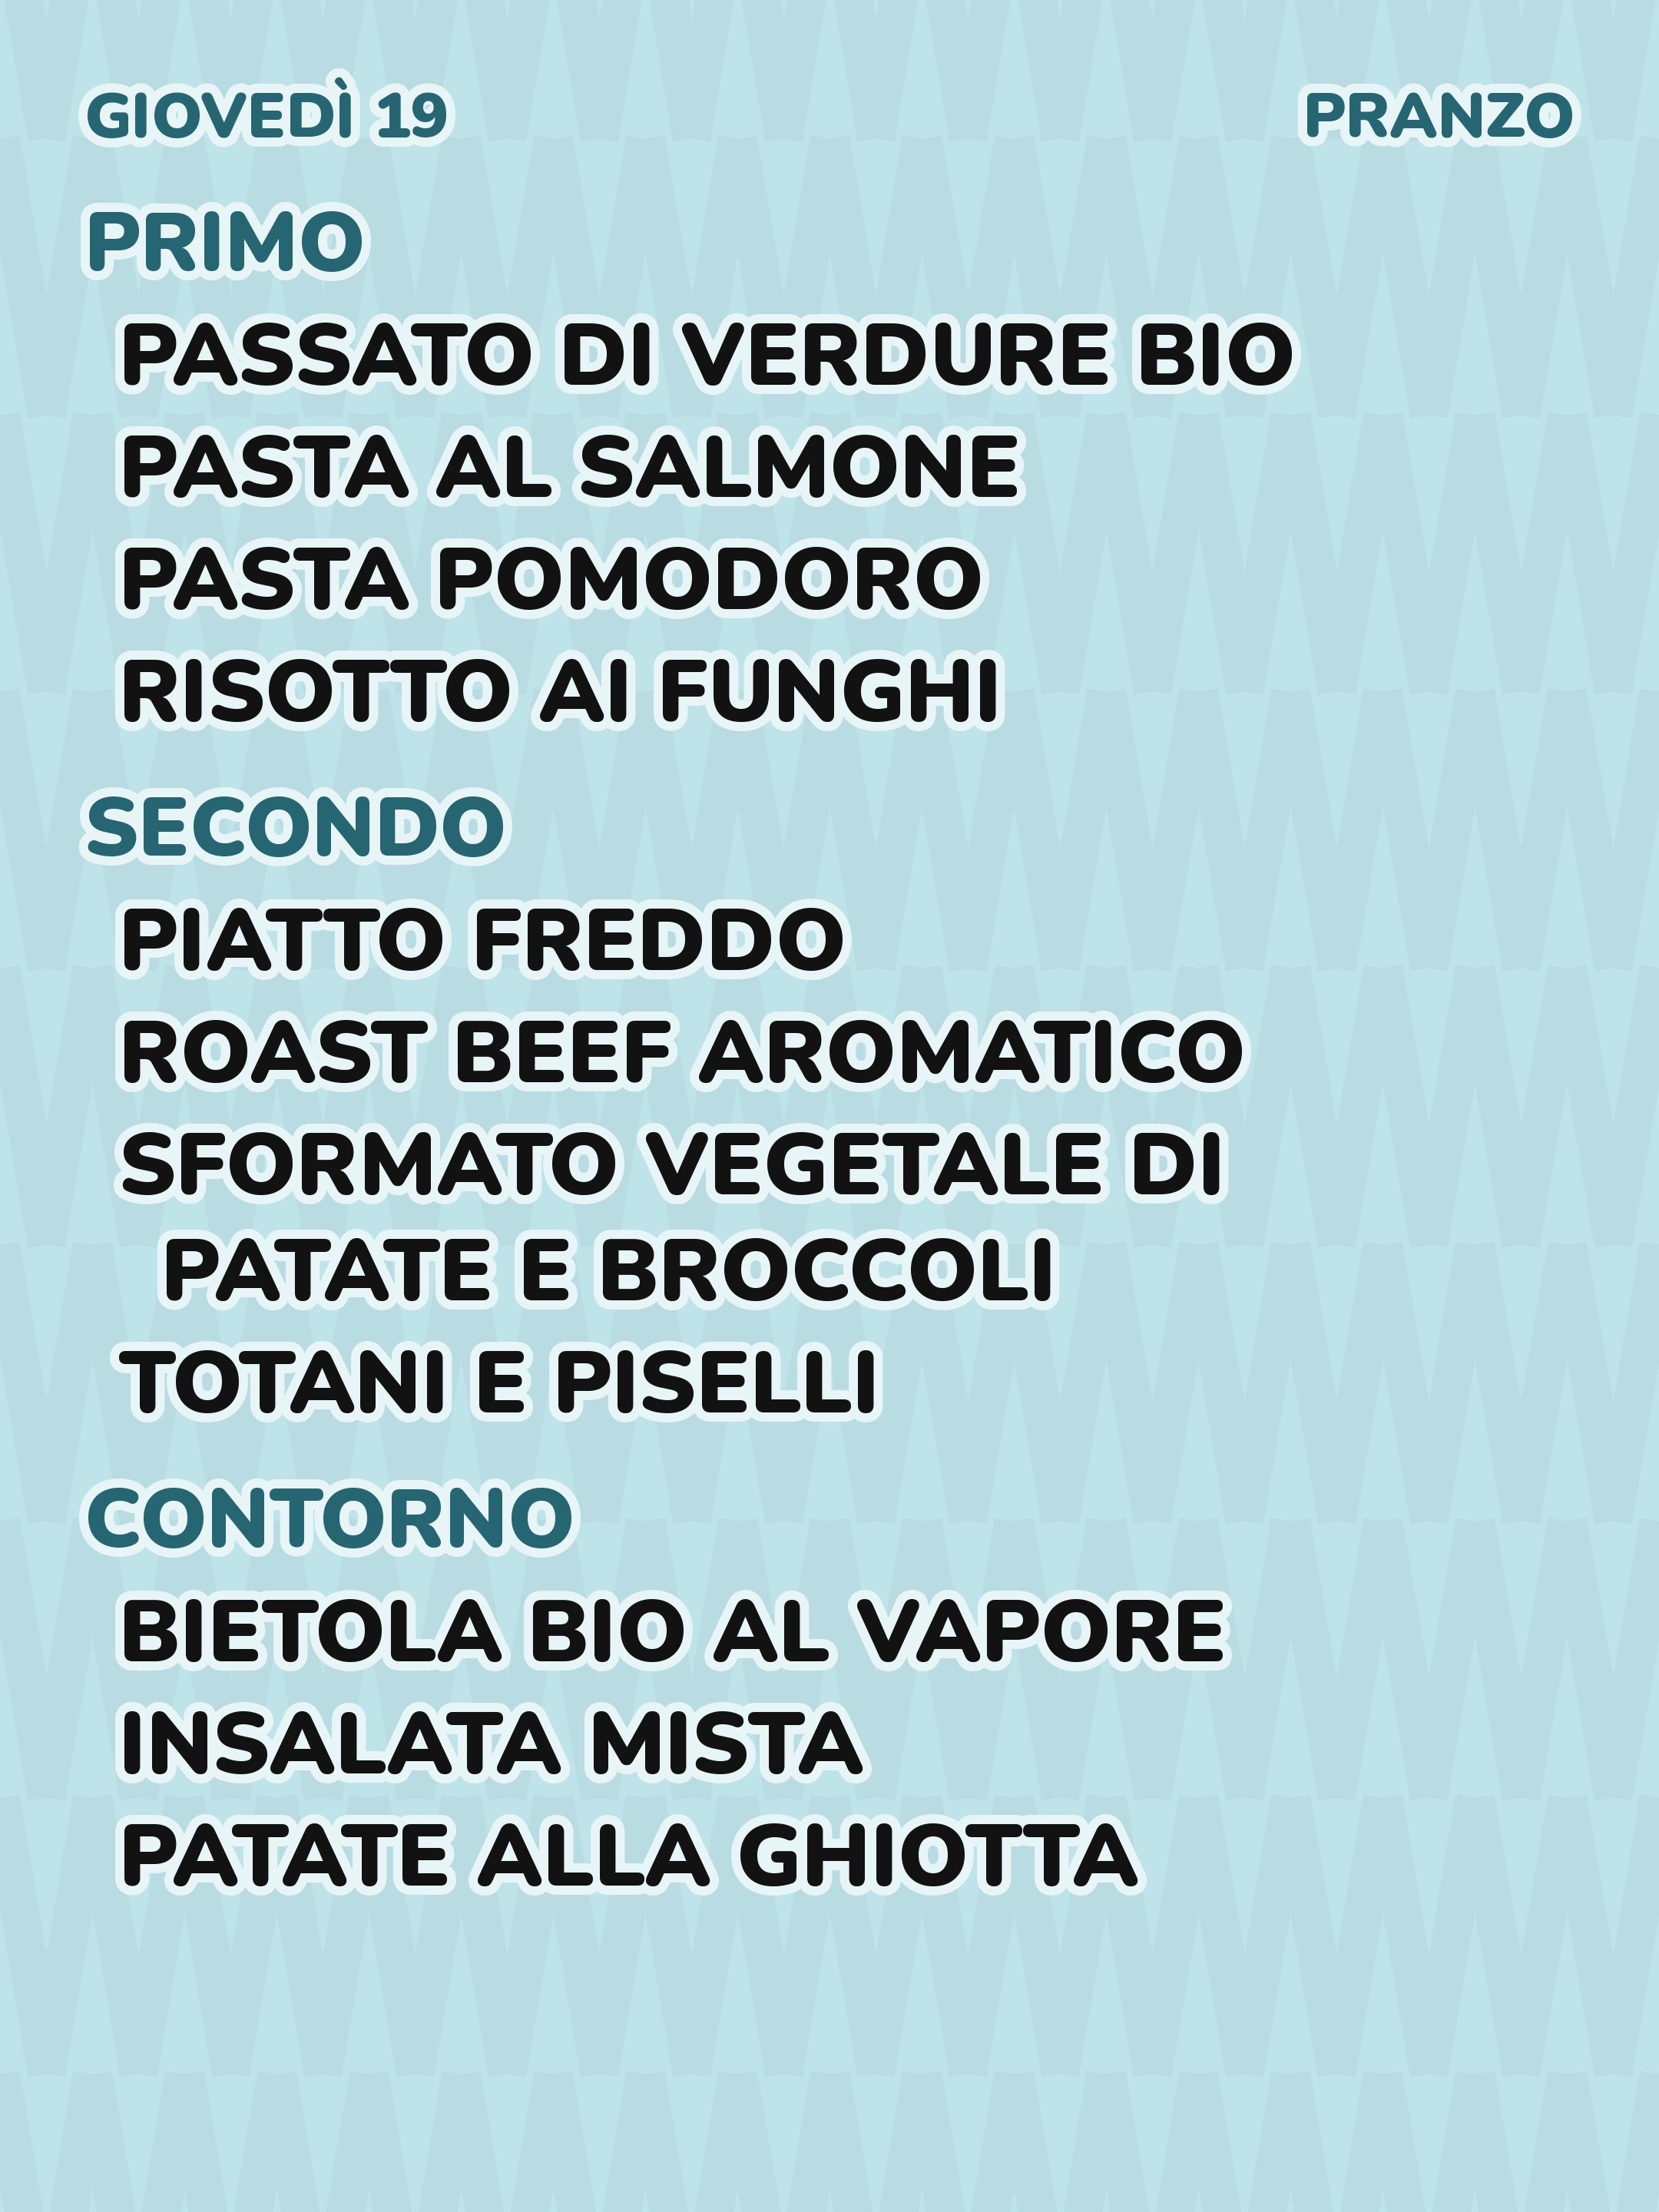 GIOVEDÌ 19
PRANZO
PRIMO
PASSATO DI VERDURE BIO
PASTA AL SALMONE
PASTA POMODORO
RISOTTO AI FUNGHI
SECONDO
PIATTO FREDDO
ROAST BEEF AROMATICO
SFORMATO VEGETALE DI
PATATE E BROCCOLI
TOTANI E PISELLI
CONTORNO
BIETOLA BIO AL VAPORE
INSALATA MISTA
PATATE ALLA GHIOTTA